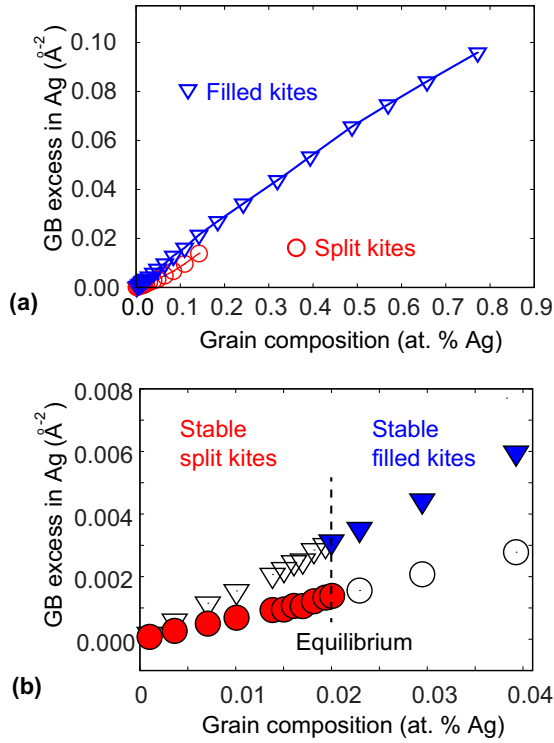 0.10
0.08
0.06
0.04
0.02
0.00
GB excess in Ag (Å⁻²)
Filled kites
Split kites
(a)
0.0 0.1 0.2 0.3 0.4 0.5 0.6 0.7 0.8 0.9
Grain composition (at. % Ag)
0.008
0.006
0.004
0.002
0.000
GB excess in Ag (Å⁻²)
Stable
split kites
Stable
filled kites
Equilibrium
0 0.01 0.02 0.03 0.04
(b)
Grain composition (at. % Ag)